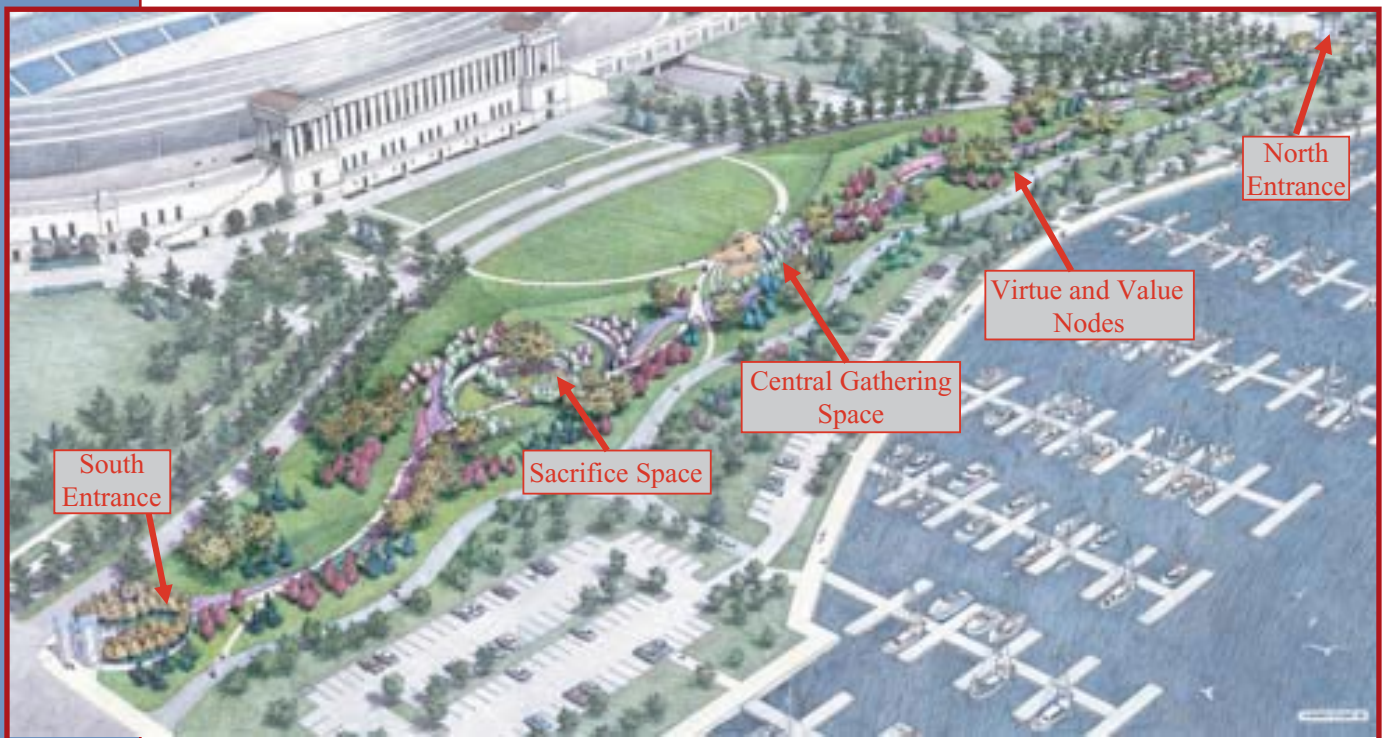 North
Entrance
Virtue and Value
Nodes
Central Gathering
Space
Sacrifice Space
South
Entrance